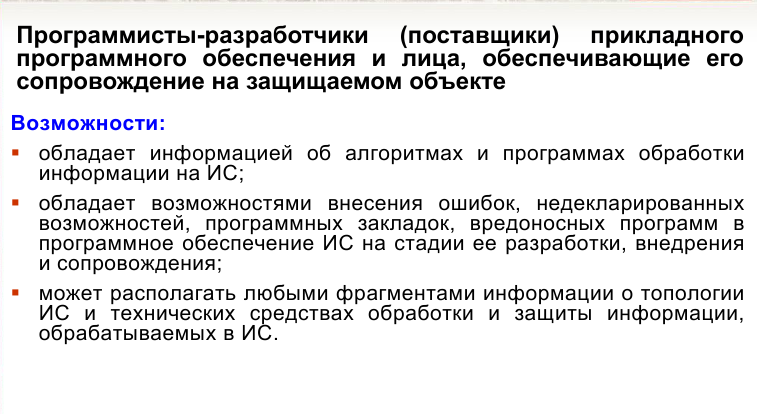 Программисты-разработчики (поставщики) прикладного
программного обеспечения и лица, обеспечивающие его
сопровождение на защищаемом объекте
Возможности:
▪ обладает информацией об алгоритмах и программах обработки
информации на ИС;
▪ обладает возможностями внесения ошибок, недекларированных
возможностей, программных закладок, вредоносных программ в
программное обеспечение ИС на стадии ее разработки, внедрения
и сопровождения;
▪ может располагать любыми фрагментами информации о топологии
ИС и технических средствах обработки и защиты информации,
обрабатываемых в ИС.